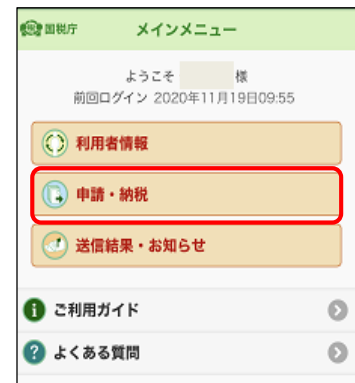 国税庁 メインメニュー
ようこそ 様
前回ログイン 2020年11月19日09:55
利用者情報
申請・納税
送信結果・お知らせ
ご利用ガイド
よくある質問